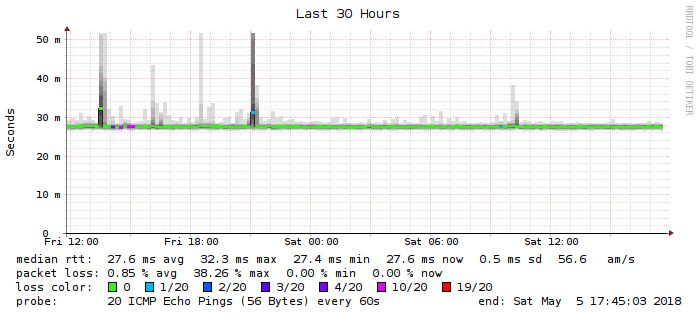 Last 30 Hours
RRDTOOL / TOBI OETIKER
Seconds
50 m
40 m
30 m
20 m
10 m
0
Fri 12:00 Fri 18:00 Sat 00:00 Sat 06:00 Sat 12:00
median rtt: 27.6 ms avg 32.3 ms max 27.4 ms min 27.6 ms now 0.5 ms sd 56.6 am/s
packet loss: 0.85 % avg 38.26 % max 0.00 % min 0.00 % now
loss color: 0 1/20 2/20 3/20 4/20 10/20 19/20
probe: 20 ICMP Echo Pings (56 Bytes) every 60s end: Sat May 5 17:45:03 2018